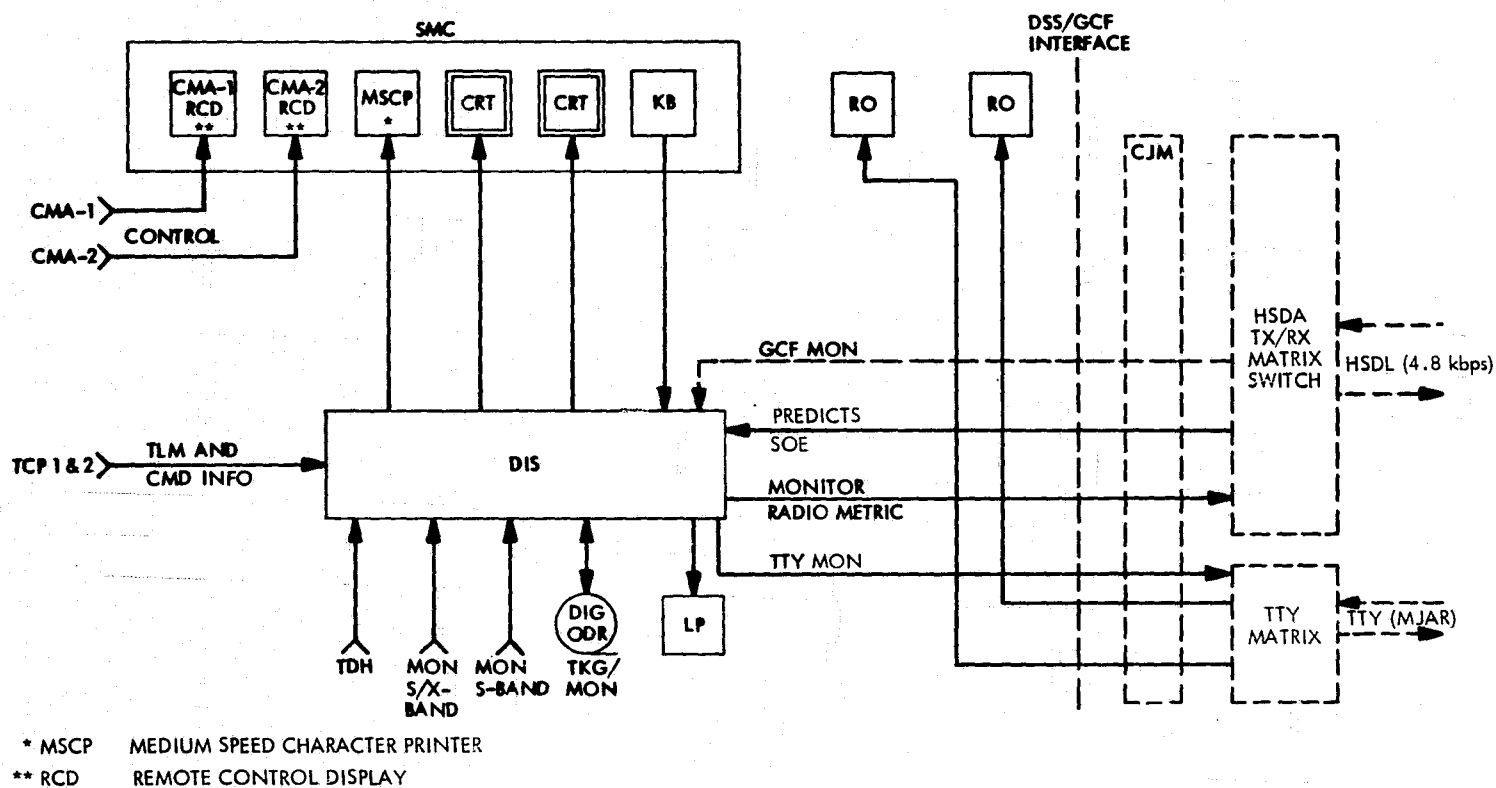 SMC
DSS/GCF
INTERFACE
CMA-1
RCD
**
CMA-2
RCD
**
MSCP
*
CRT
CRT
KB
RO
RO
CJM
CMA-1
CONTROL
CMA-2
HSDA
TX/RX
MATRIX
SWITCH
HSDL (4.8 kbps)
GCF MON
PREDICTS
SOE
TCP 1 & 2
TLM AND
CMD INFO
DIS
MONITOR
RADIO METRIC
TTY MON
DIG
ODR
LP
TTY
MATRIX
TTY (MJAR)
TDH
MON
S/X-
BAND
MON
S-BAND
TKG/
MON
* MSCP MEDIUM SPEED CHARACTER PRINTER
** RCD REMOTE CONTROL DISPLAY